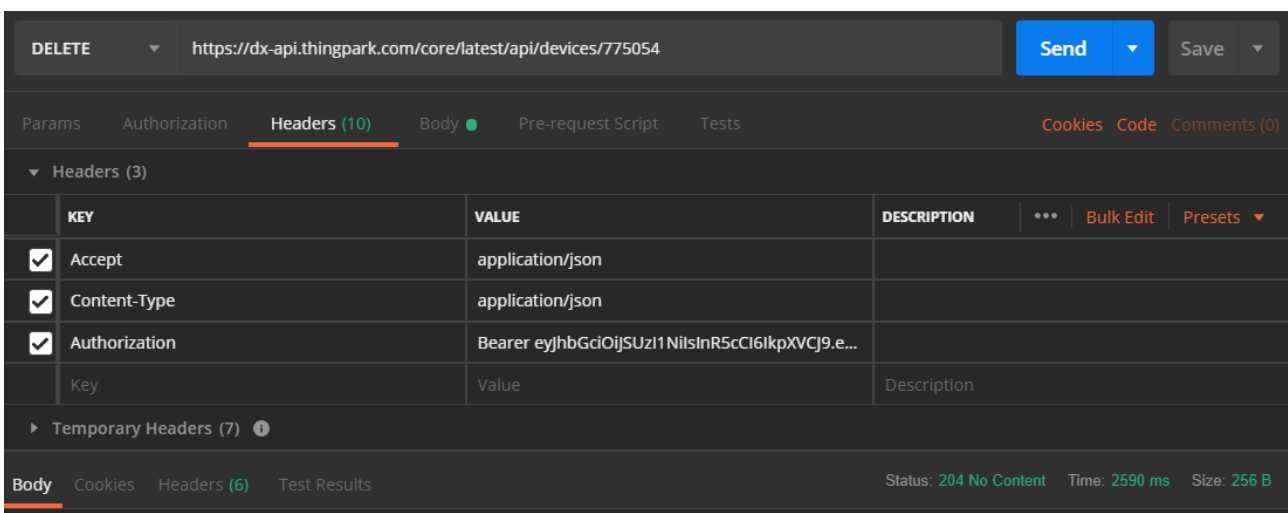 DELETE https://dx-api.thingpark.com/core/latest/api/devices/775054 Send Save
Params Authorization Headers (10) Body Pre-request Script Tests Cookies Code Comments (0)
Headers (3)
KEY VALUE DESCRIPTION ••• Bulk Edit Presets
Accept application/json
Content-Type application/json
Authorization Bearer eyJhbGciOiJSUzI1NiIsInR5cCI6IkpXVCJ9.e...
Key Value Description
Temporary Headers (7)
Body Cookies Headers (6) Test Results Status: 204 No Content Time: 2590 ms Size: 256 B